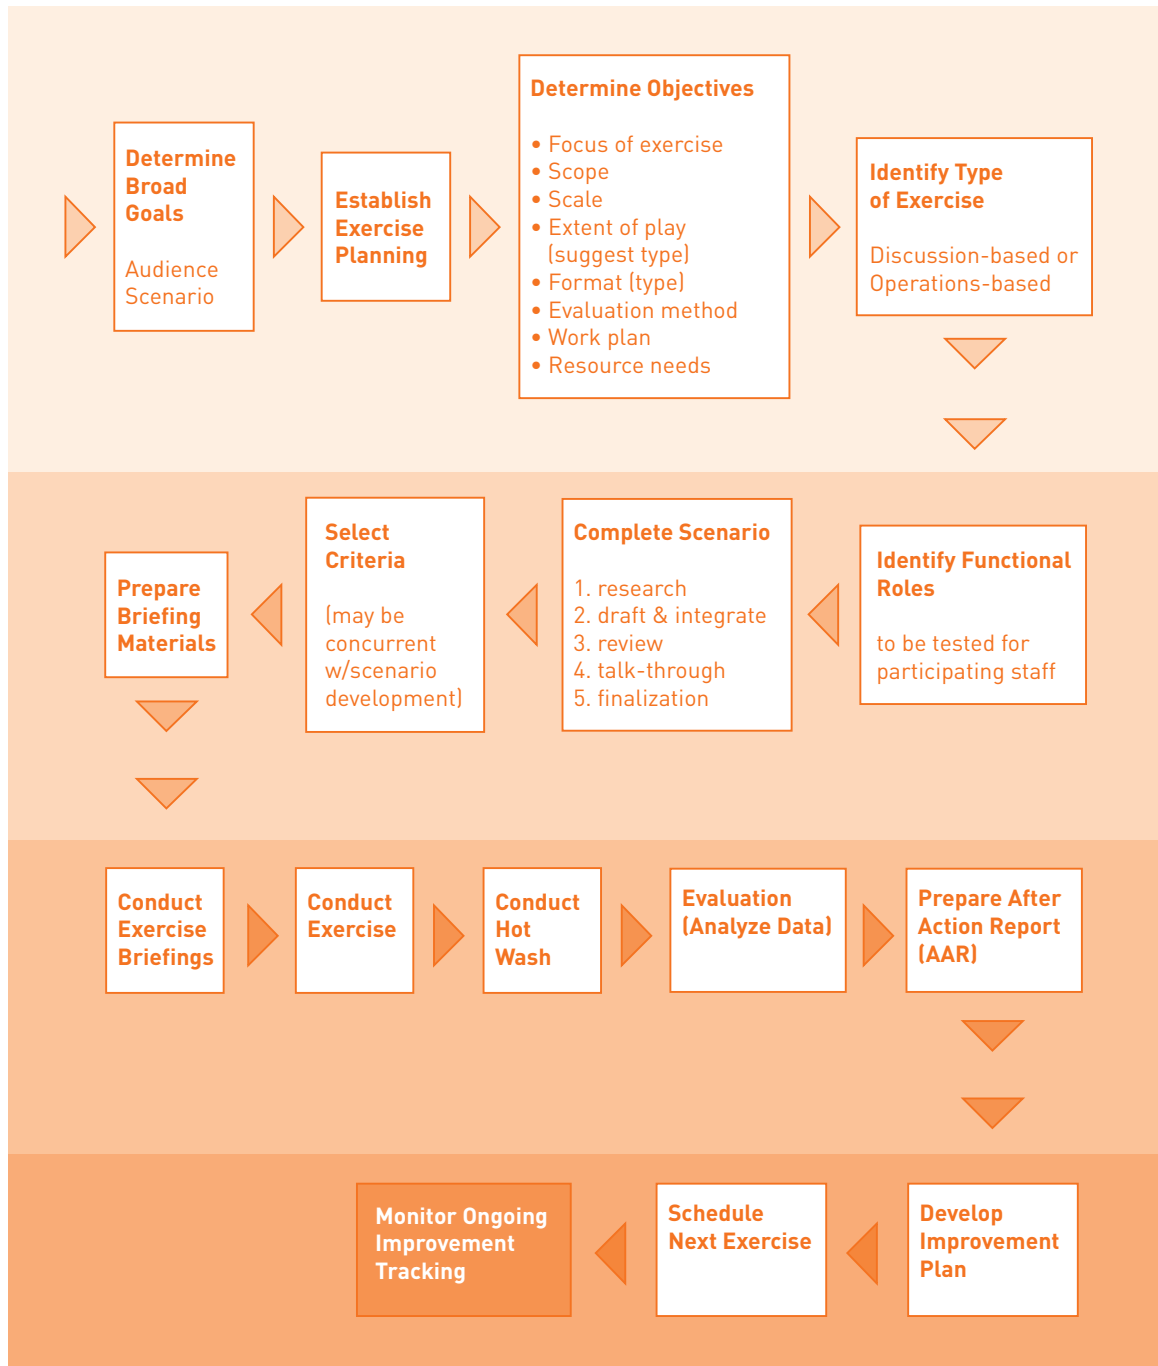 Determine
Broad
Goals
Audience
Scenario
Establish
Exercise
Planning
Determine Objectives
• Focus of exercise
• Scope
• Scale
• Extent of play
(suggest type)
• Format (type)
• Evaluation method
• Work plan
• Resource needs
Identify Type
of Exercise
Discussion-based or
Operations-based
Identify Functional
Roles
to be tested for
participating staff
Complete Scenario
1. research
2. draft & integrate
3. review
4. talk-through
5. finalization
Select
Criteria
(may be
concurrent
w/scenario
development)
Prepare
Briefing
Materials
Conduct
Exercise
Briefings
Conduct
Exercise
Conduct
Hot
Wash
Evaluation
(Analyze Data)
Prepare After
Action Report
(AAR)
Develop
Improvement
Plan
Schedule
Next Exercise
Monitor Ongoing
Improvement
Tracking